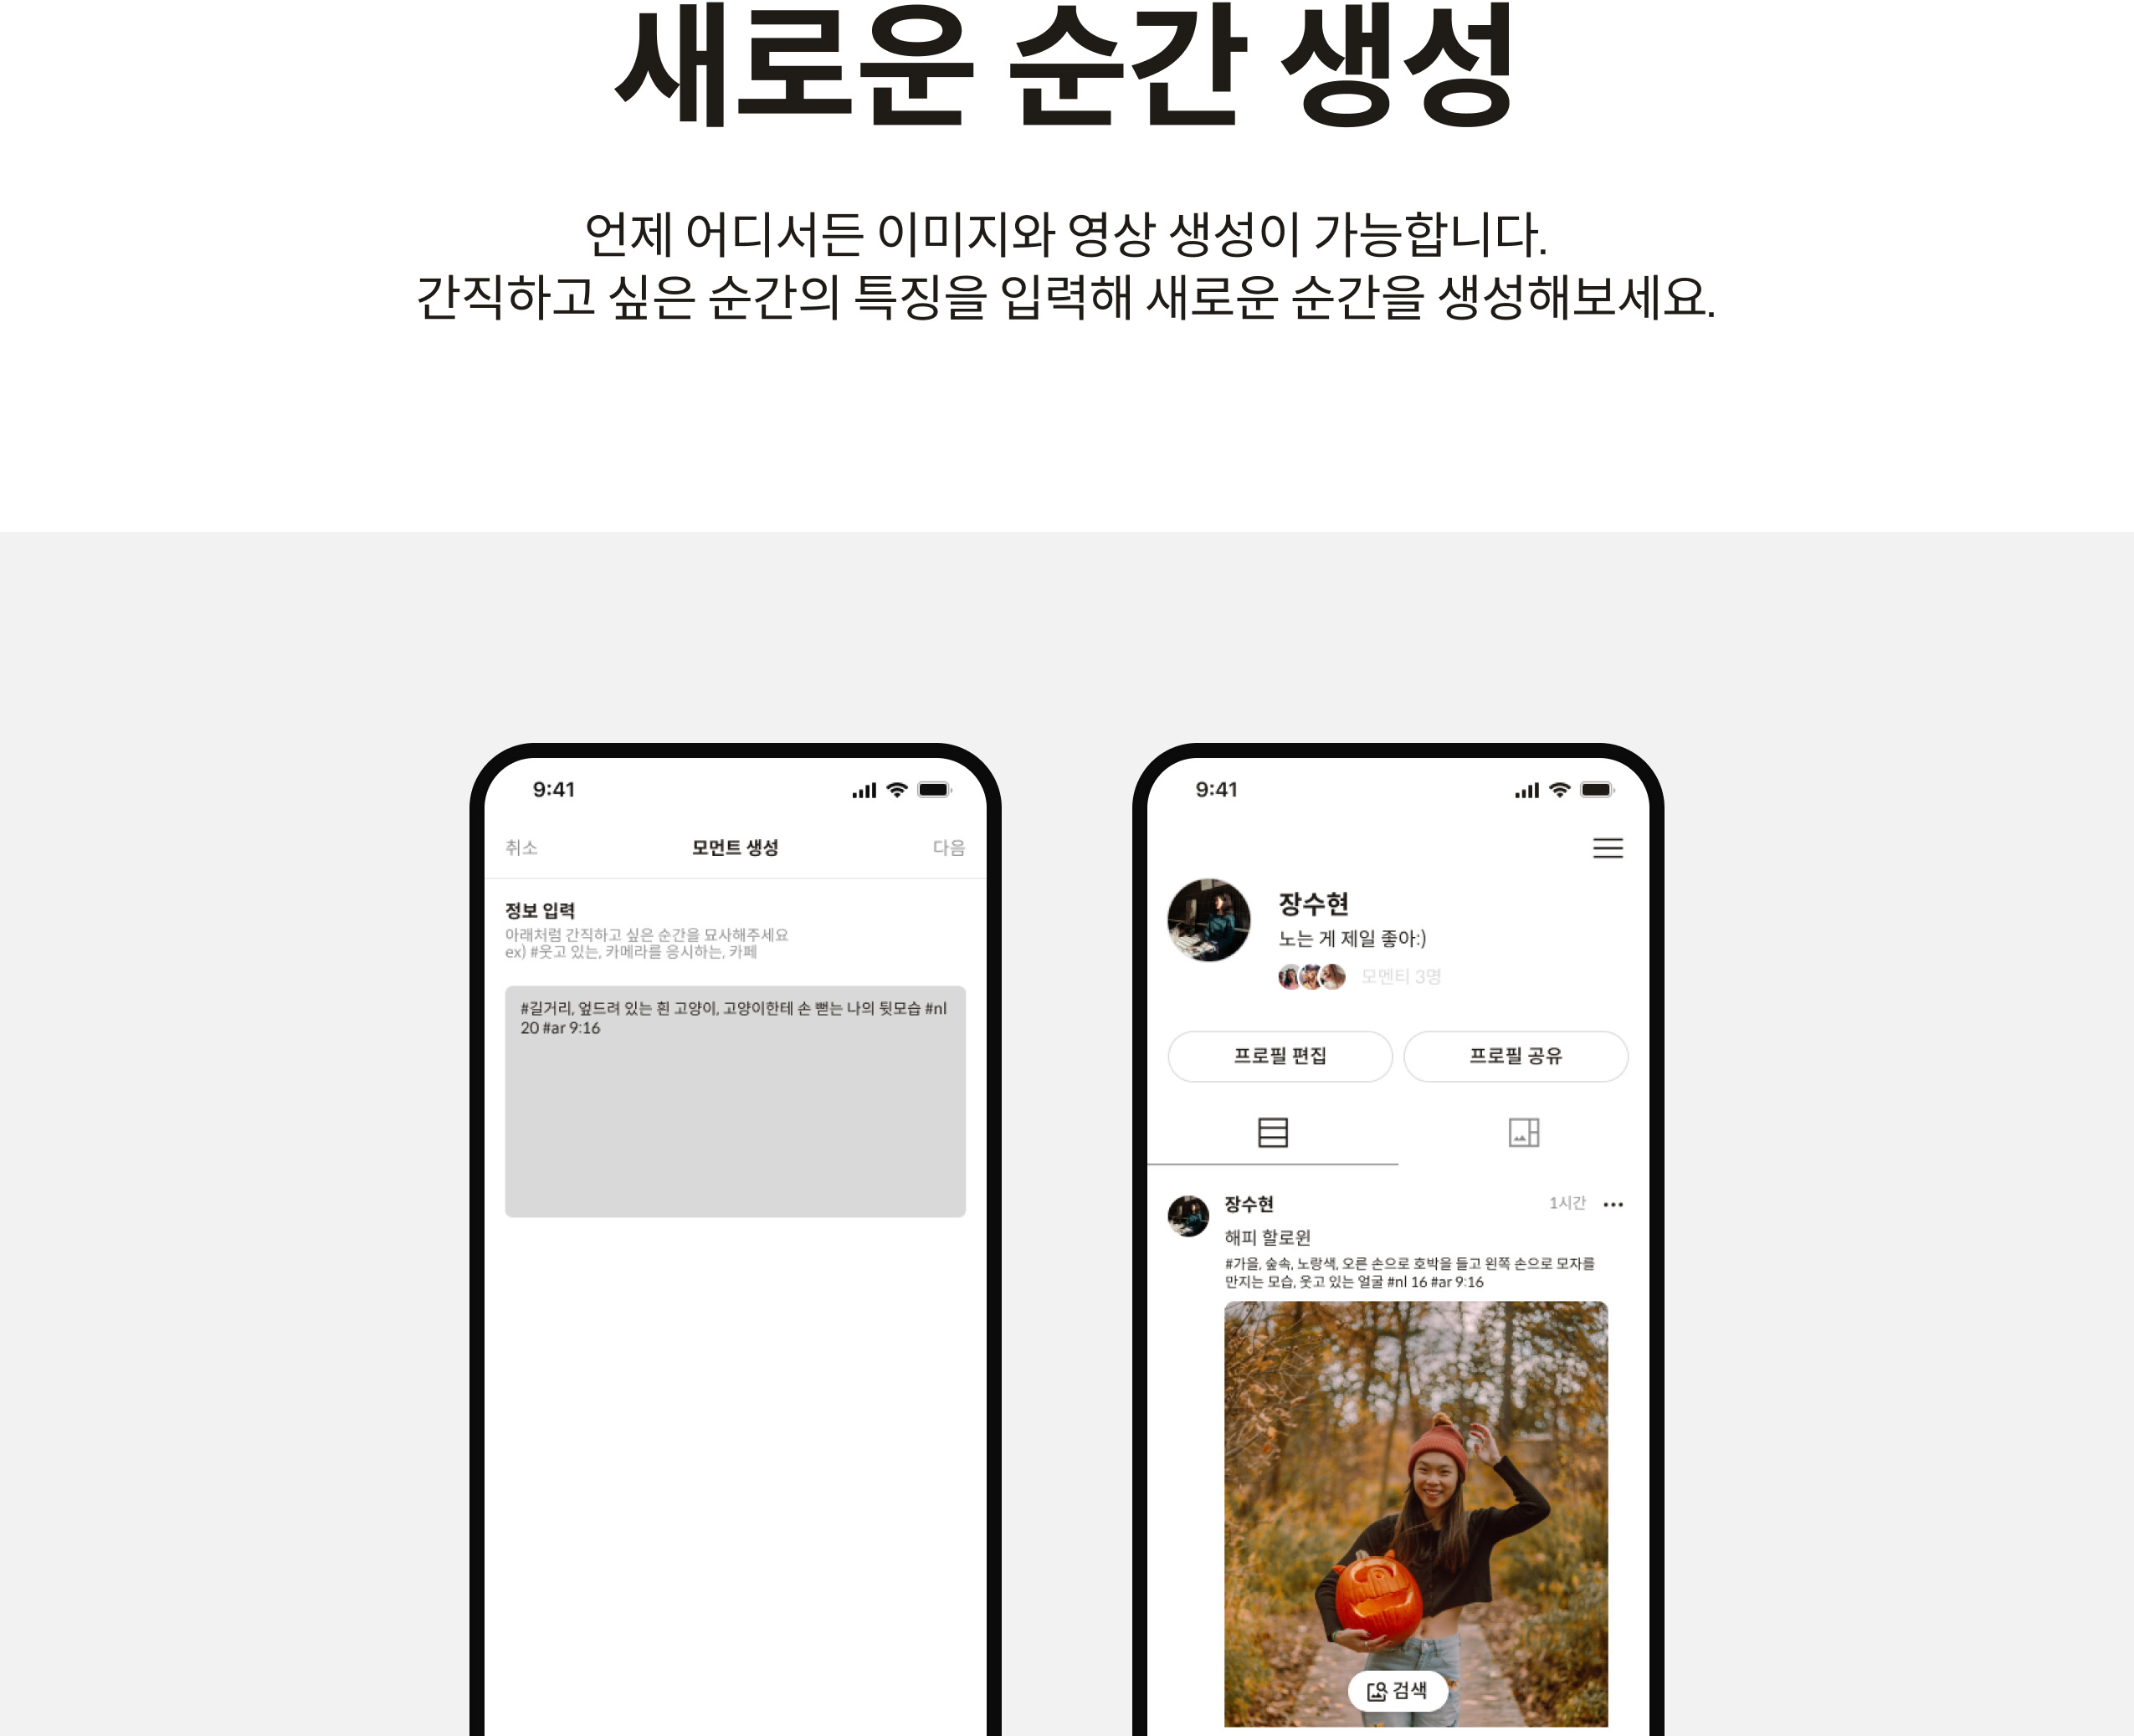 새로운 순간 생성
언제 어디서든 이미지와 영상 생성이 가능합니다.
간직하고 싶은 순간의 특징을 입력해 새로운 순간을 생성해보세요.
9:41
취소
모먼트 생성
다음
정보 입력
아래처럼 간직하고 싶은 순간을 묘사해주세요
ex) #웃고 있는, 카메라를 응시하는, 카페
#길거리, 엎드려 있는 흰 고양이, 고양이한테 손 뻗는 나의 뒷모습 #nl
20 #ar 9:16
9:41
장수현
노는 게 제일 좋아:)
모멘티 3명
프로필 편집
프로필 공유
장수현
1시간
해피 할로윈
#가을, 숲속, 노랑색, 오른 손으로 호박을 들고 왼쪽 손으로 모자를
만지는 모습, 웃고 있는 얼굴 #nl 16 #ar 9:16
검색